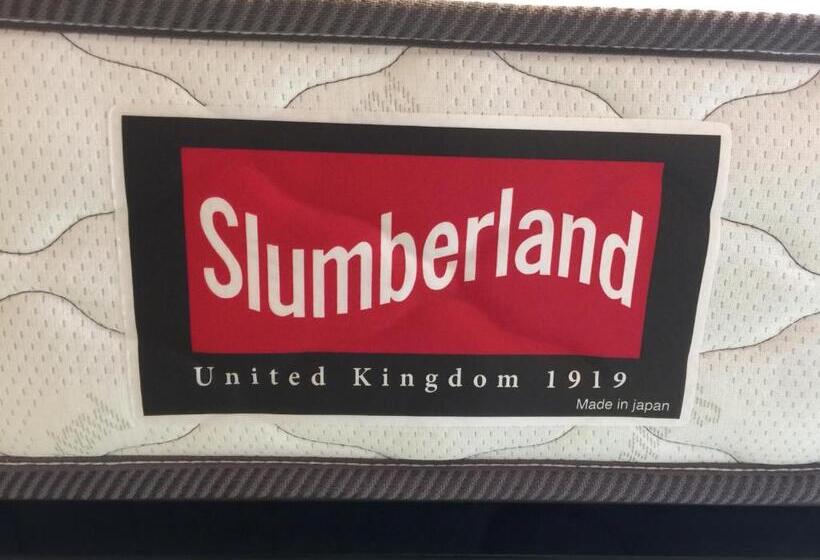 Slumberland
United Kingdom 1919
Made in japan